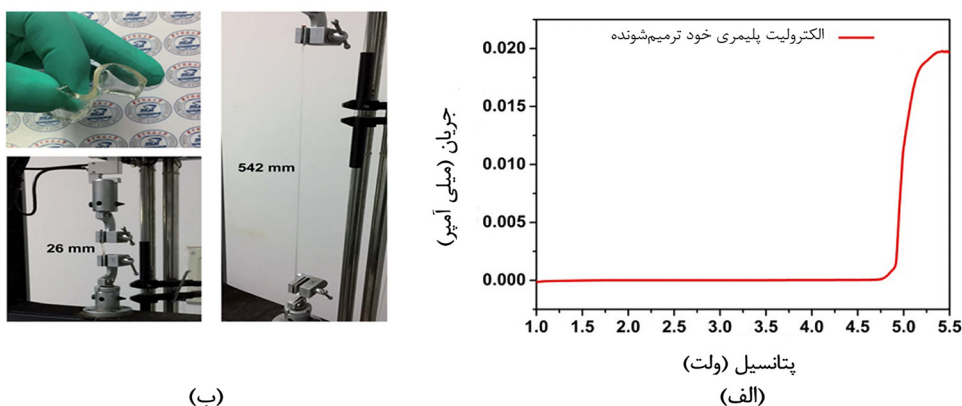 542 mm
26 mm
(ب)
الکترولیت پلیمری خود ترمیم‌شونده
جریان (میلی آمپر)
0.020
0.015
0.010
0.005
0.000
1.0 1.5 2.0 2.5 3.0 3.5 4.0 4.5 5.0 5.5
پتانسیل (ولت)
(الف)